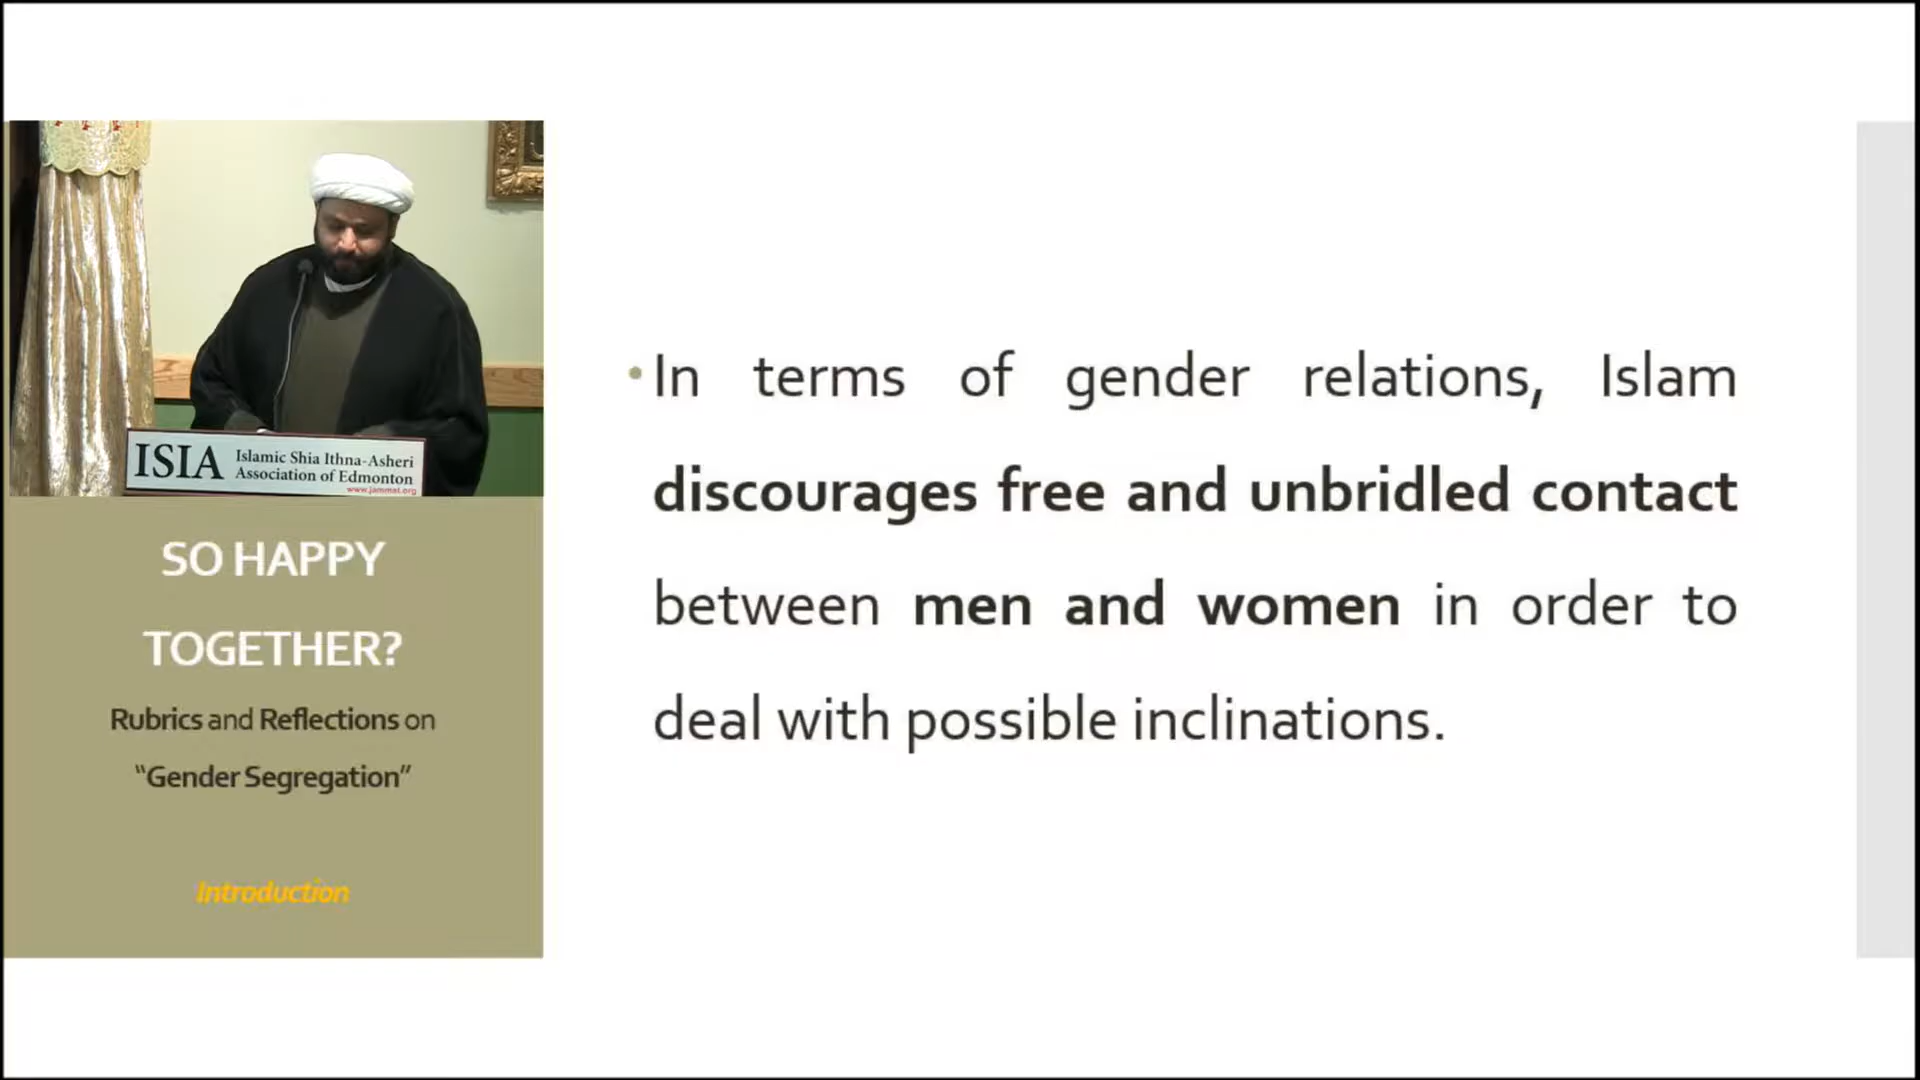 ISIA
Islamic Shia Ithna-Asheri
Association of Edmonton
www.jammat.org
SO HAPPY
TOGETHER?
Rubrics and Reflections on
“Gender Segregation”
Introduction
• In terms of gender relations, Islam
discourages free and unbridled contact
between men and women in order to
deal with possible inclinations.